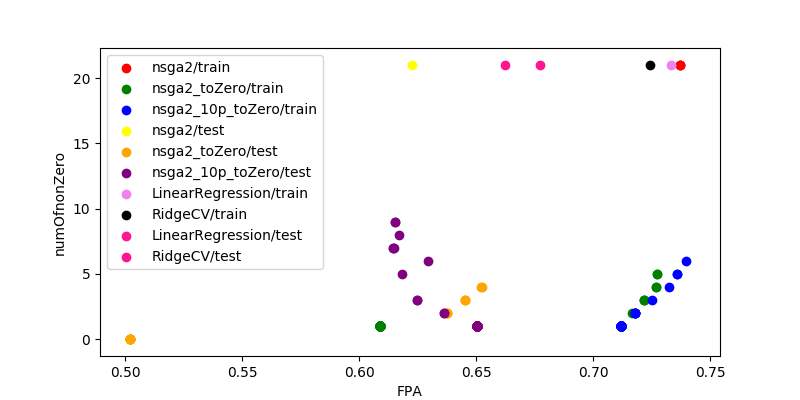 nsga2/train
nsga2_toZero/train
nsga2_10p_toZero/train
nsga2/test
nsga2_toZero/test
nsga2_10p_toZero/test
LinearRegression/train
RidgeCV/train
LinearRegression/test
RidgeCV/test
numOfnonZero
20
15
10
5
0
0.50 0.55 0.60 0.65 0.70 0.75
FPA